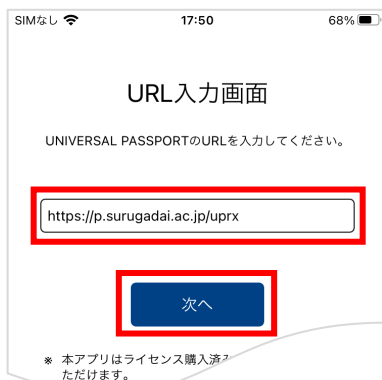 SIMなし 17:50 68%
URL入力画面
UNIVERSAL PASSPORTのURLを入力してください。
https://p.surugadai.ac.jp/uprx
次へ
※ 本アプリはライセンス購入済
ただけます。